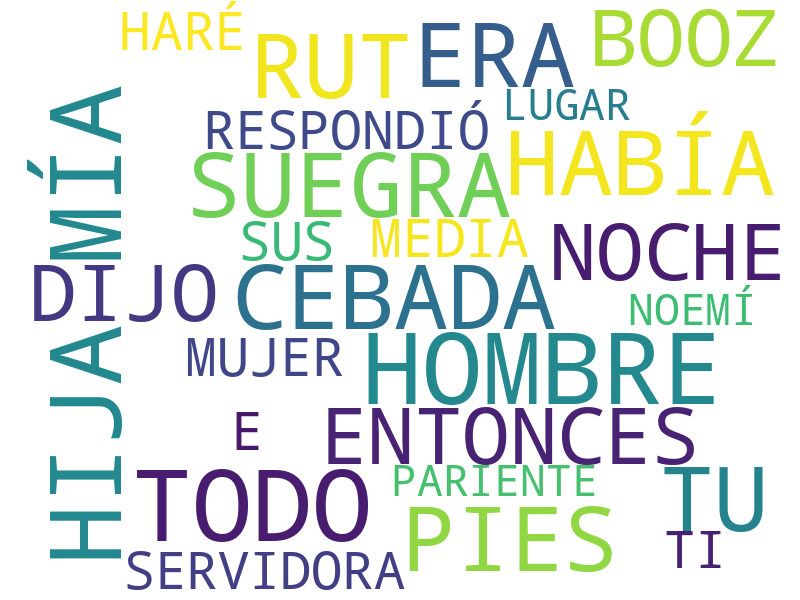 HARÉ
RUT
ERA
BOOZ
LUGAR
RESPONDIÓ
HABÍA
SUEGRA
SUS
MEDIA
NOCHE
DIJO
CEBADA
NOEMÍ
HIJA MÍA
MUJER
HOMBRE
E
ENTONCES
TODO
PARIENTE
TU
PIES
TI
SERVIDORA